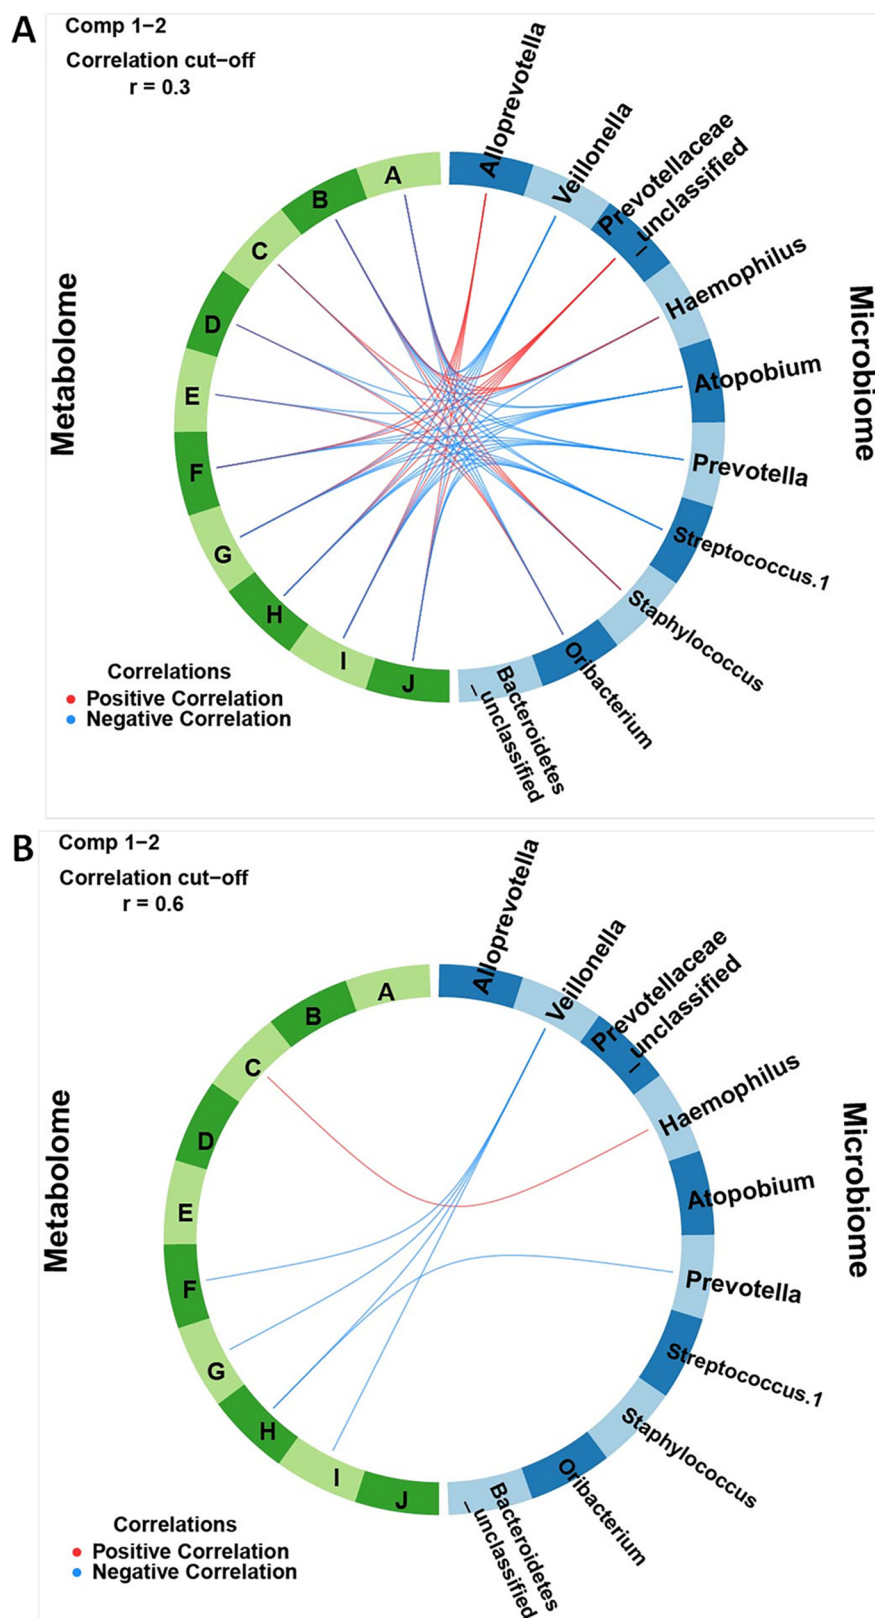 A
Comp 1−2
Correlation cut−off
r = 0.3
Metabolome
A
B
C
D
E
F
G
H
I
J
Alloprevotella
Veillonella
Prevotellaceae
_unclassified
Haemophilus
Atopobium
Prevotella
Streptococcus.1
Staphylococcus
Oribacterium
Bacteroidetes
_unclassified
Microbiome
Correlations
Positive Correlation
Negative Correlation
B
Comp 1−2
Correlation cut−off
r = 0.6
Metabolome
A
B
C
D
E
F
G
H
I
J
Alloprevotella
Veillonella
Prevotellaceae
_unclassified
Haemophilus
Atopobium
Prevotella
Streptococcus.1
Staphylococcus
Oribacterium
Bacteroidetes
_unclassified
Microbiome
Correlations
Positive Correlation
Negative Correlation